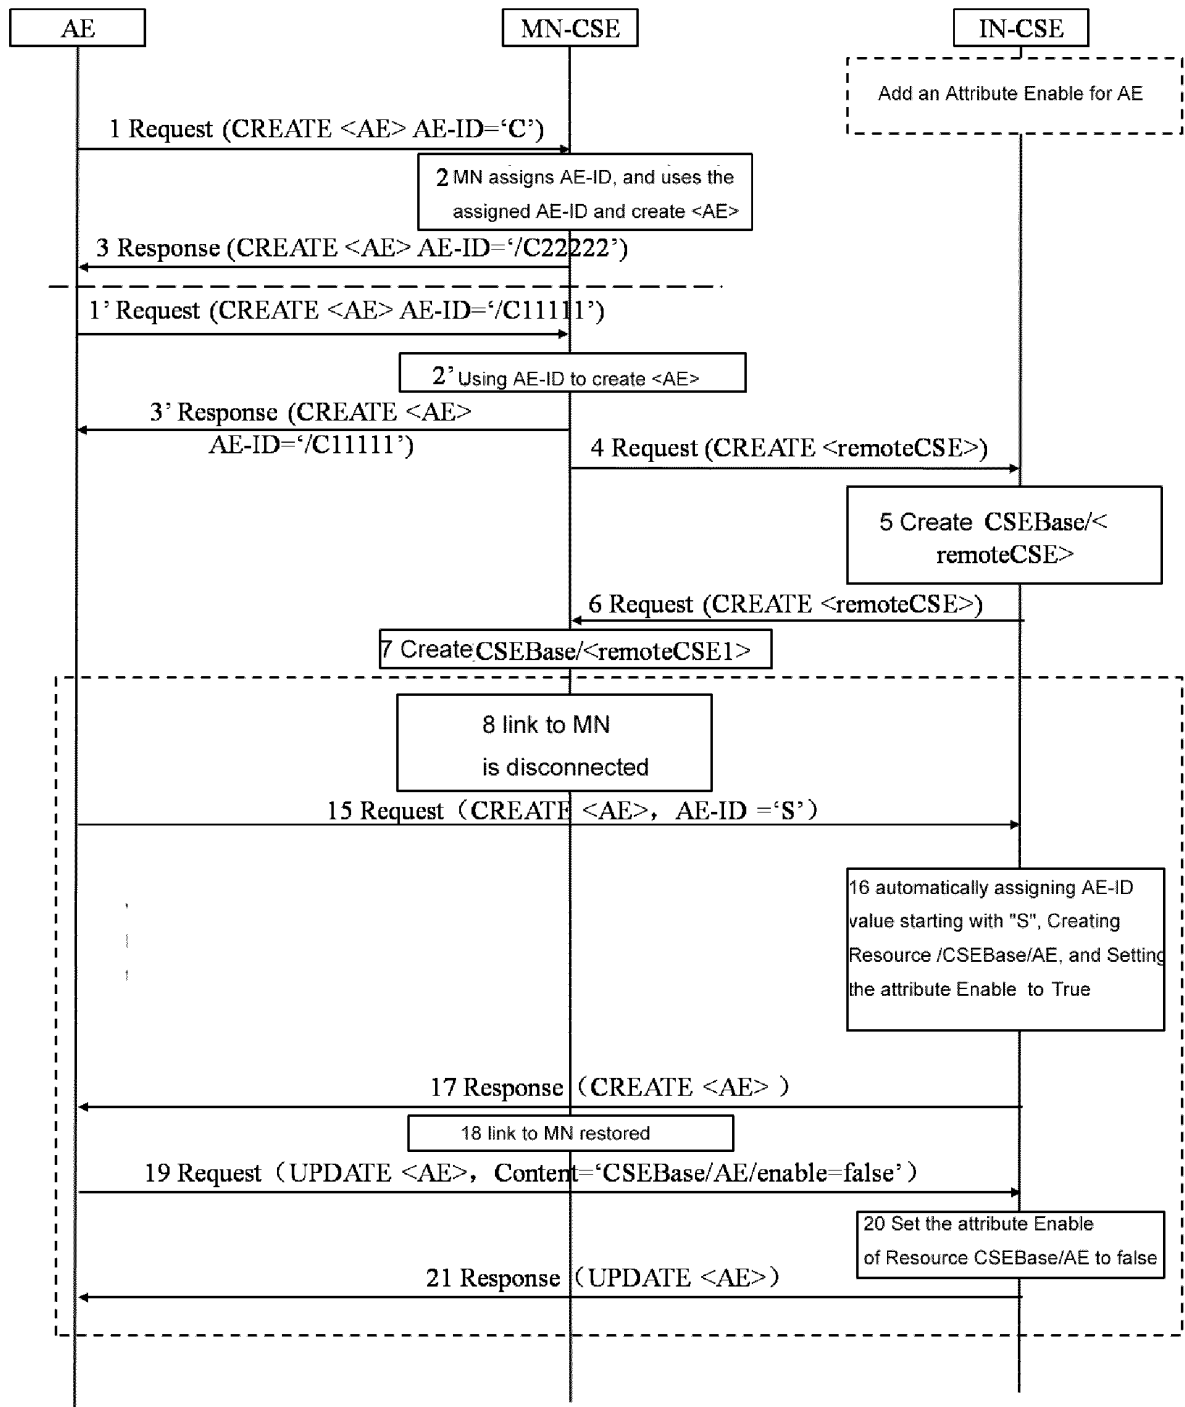 AE
MN-CSE
IN-CSE
Add an Attribute Enable for AE
1 Request (CREATE <AE> AE-ID=‘C’)
2 MN assigns AE-ID, and uses the
assigned AE-ID and create <AE>
3 Response (CREATE <AE> AE-ID=‘/C22222’)
1’ Request (CREATE <AE> AE-ID=‘/C11111’)
2’ Using AE-ID to create <AE>
3’ Response (CREATE <AE>
AE-ID=‘/C11111’)
4 Request (CREATE <remoteCSE>)
5 Create CSEBase/<
remoteCSE>
6 Request (CREATE <remoteCSE>)
7 Create CSEBase/<remoteCSE1>
8 link to MN
is disconnected
15 Request（CREATE <AE>，AE-ID =‘S’）
16 automatically assigning AE-ID
value starting with "S", Creating
Resource /CSEBase/AE, and Setting
the attribute Enable to True
17 Response（CREATE <AE>）
18 link to MN restored
19 Request（UPDATE <AE>，Content=‘CSEBase/AE/enable=false’）
20 Set the attribute Enable
of Resource CSEBase/AE to false
21 Response（UPDATE <AE>）